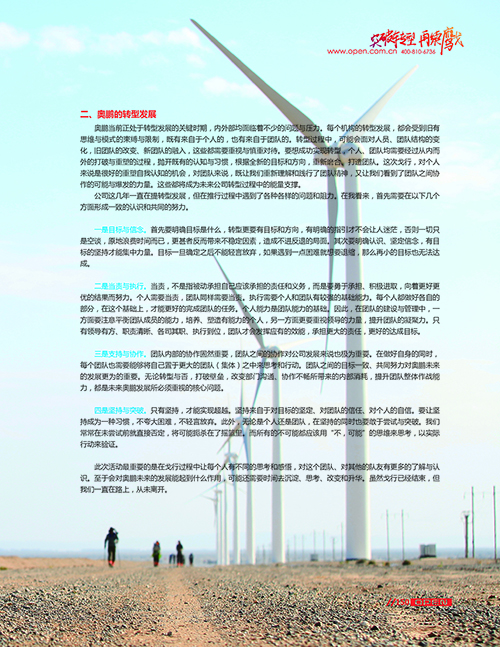 突破转型 再攀鹰
www.open.com.cn 400-810-6736
二、奥鹏的转型发展
奥鹏当前正处于转型发展的关键时期，内外部均面临着不少的问题与压力。每个机构的转型发展，都会受到旧有
思维与模式的束缚与限制，既有来自于个人的，也有来自于团队的。转型过程中，可能会面对人员、团队结构的变
化，旧团队的改变、新团队的融入，这些都需要重视与慎重对待。要想成功实现转型，个人、团队均需要经过从内而
外的打破与重塑的过程，抛开既有的认知与习惯，根据全新的目标和方向，重新磨合、打造团队。这次戈行，对个人
来说是很好的重塑自我认知的机会，对团队来说，既让我们重新理解和践行了团队精神，又让我们看到了团队之间协
作的可能与爆发的力量。这些都将成为未来公司转型过程中的能量支撑。
公司这几年一直在提转型发展，但在推行过程中遇到了各种各样的问题和阻力。在我看来，首先需要在以下几个
方面形成一致的认识和共同的努力。
一是目标与信念。首先要明确目标是什么，转型更要有目标和方向，有明确的指引才不会让人迷茫，否则一切只
是空谈，原地浪费时间而已，更甚者反而带来不稳定因素，造成不进反退的局面。其次要明确认识、坚定信念，有目
标的坚持才能集中力量。目标一旦确定之后不能轻言放弃，如果遇到一点困难就想要退缩，那么再小的目标也无法达
成。
二是当责与执行。当责，不是指被动承担自己应该承担的责任和义务，而是要勇于承担、积极进取，向着更好更
优的结果而努力。个人需要当责，团队同样需要当责。执行需要个人和团队有较强的基础能力。每个人都做好各自的
部分，在这个基础上，才能更好的完成团队的任务。个人能力是团队能力的基础。因此，在团队的建设与管理中，一
方面要注意平衡团队成员的能力，培养、塑造有能力的个人，另一方面更要重视领导的力量，提升团队的凝聚力。只
有领导有方、职责清晰、各司其职、执行到位，团队才会发挥应有的效能，承担更大的责任，更好的达成目标。
三是支持与协作。团队内部的协作固然重要，团队之间的协作对公司发展来说也极为重要。在做好自身的同时，
每个团队也需要能够将自己置于更大的团队（集体）之中来思考和行动。团队之间的目标一致、共同努力对奥鹏未来
的发展更为的重要。无论转型与否，打破壁垒，改变部门沟通、协作不畅所带来的内部消耗，提升团队整体作战能
力，都是未来奥鹏发展所必须重视的核心问题。
四是坚持与突破。只有坚持，才能实现超越。坚持来自于对目标的坚定、对团队的信任、对个人的自信。要让坚
持成为一种习惯，不夸大困难，不轻言放弃。此外，无论是个人还是团队，在坚持的同时也要敢于尝试与突破。我们
常常在未尝试前就直接否定，将可能扼杀在了摇篮里。而所有的不可能都应该用“不，可能”的思维来思考，以实际
行动来验证。
此次活动最重要的是在戈行过程中让每个人有不同的思考和感悟，对这个团队、对其他的队友有更多的了解与认
识。至于会对奥鹏未来的发展能起到什么作用，可能还需要时间去沉淀、思考、改变和升华。虽然戈行已经结束，但
我们一直在路上，从未离开。